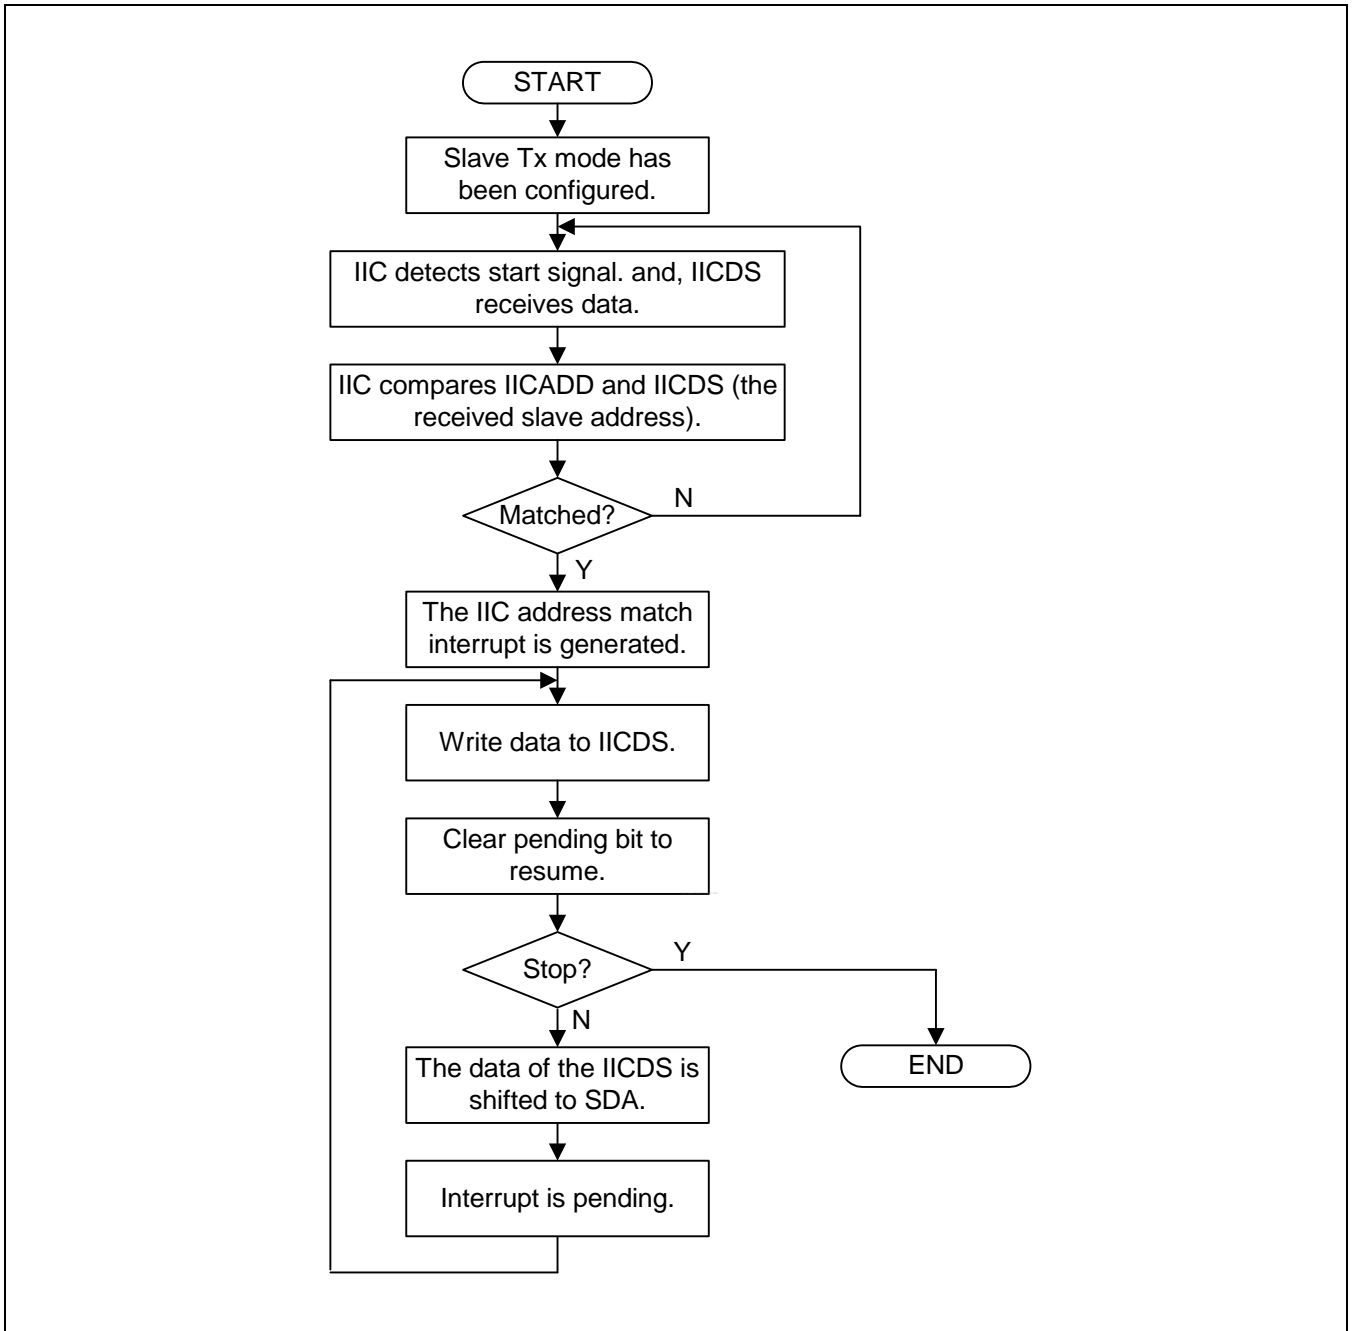 START
Slave Tx mode has
been configured.
IIC detects start signal. and, IICDS
receives data.
IIC compares IICADD and IICDS (the
received slave address).
Matched?
N
Y
The IIC address match
interrupt is generated.
Write data to IICDS.
Clear pending bit to
resume.
Stop?
Y
N
The data of the IICDS is
shifted to SDA.
END
Interrupt is pending.